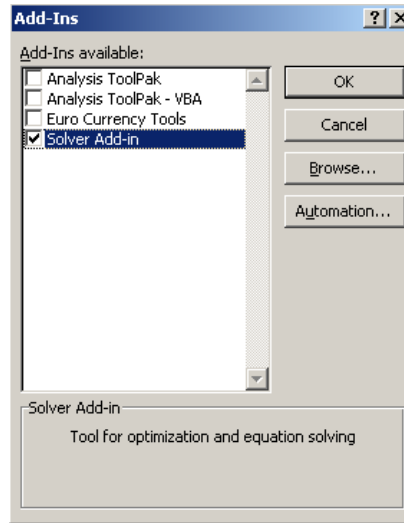 Add-Ins
Add-Ins available:
Analysis ToolPak
Analysis ToolPak - VBA
Euro Currency Tools
Solver Add-in
OK
Cancel
Browse...
Automation...
Solver Add-in
Tool for optimization and equation solving